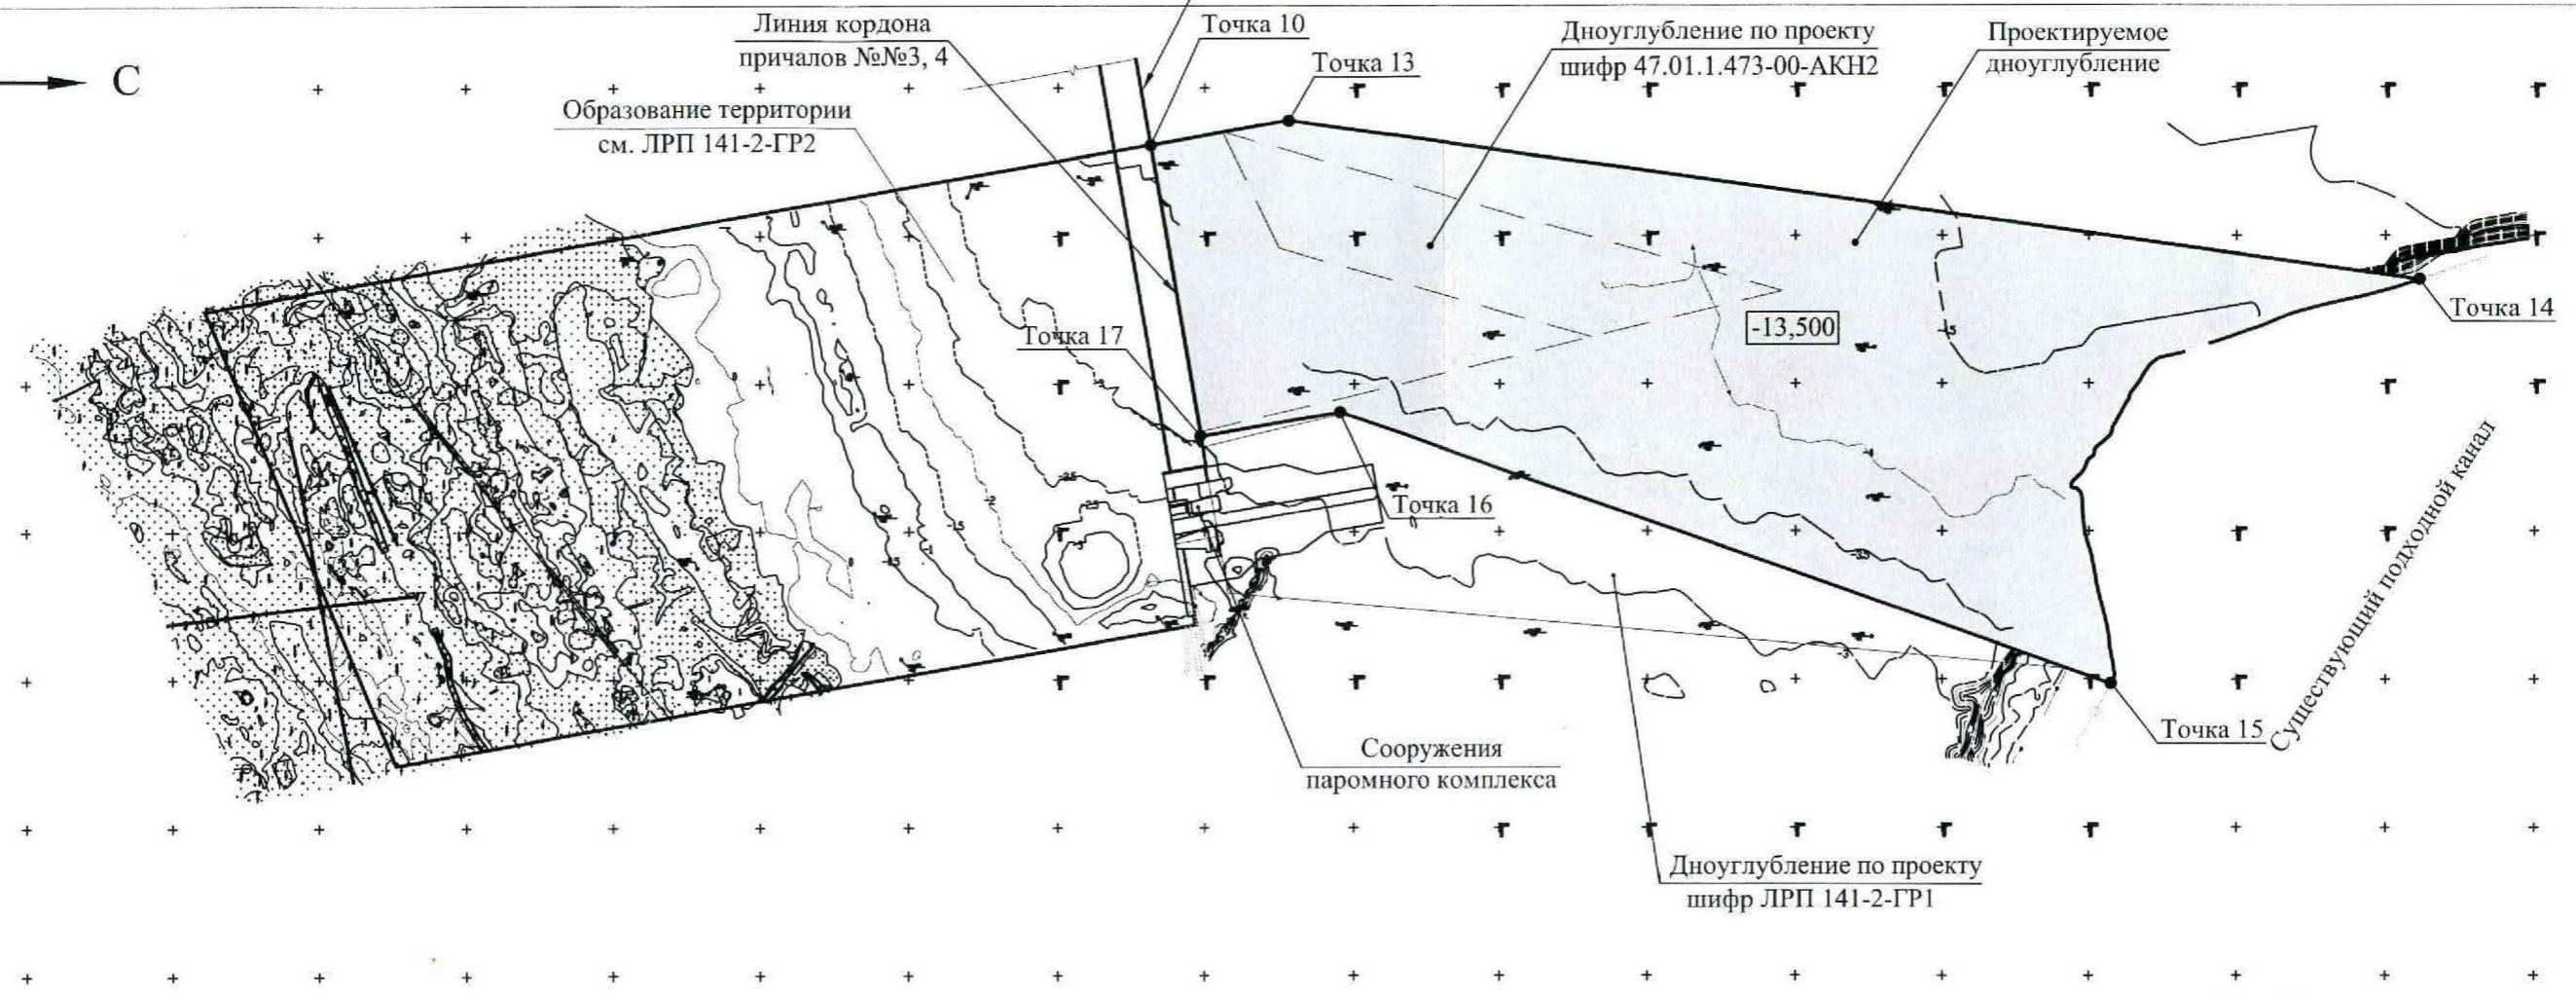 С
Линия кордона
причалов №№3, 4
Точка 10
Точка 13
Дноуглубление по проекту
шифр 47.01.1.473-00-АКН2
Проектируемое
дноуглубление
Образование территории
см. ЛРП 141-2-ГР2
Точка 17
-13,500
Точка 14
Точка 16
Существующий подходной канал
Точка 15
Сооружения
паромного комплекса
Дноуглубление по проекту
шифр ЛРП 141-2-ГР1